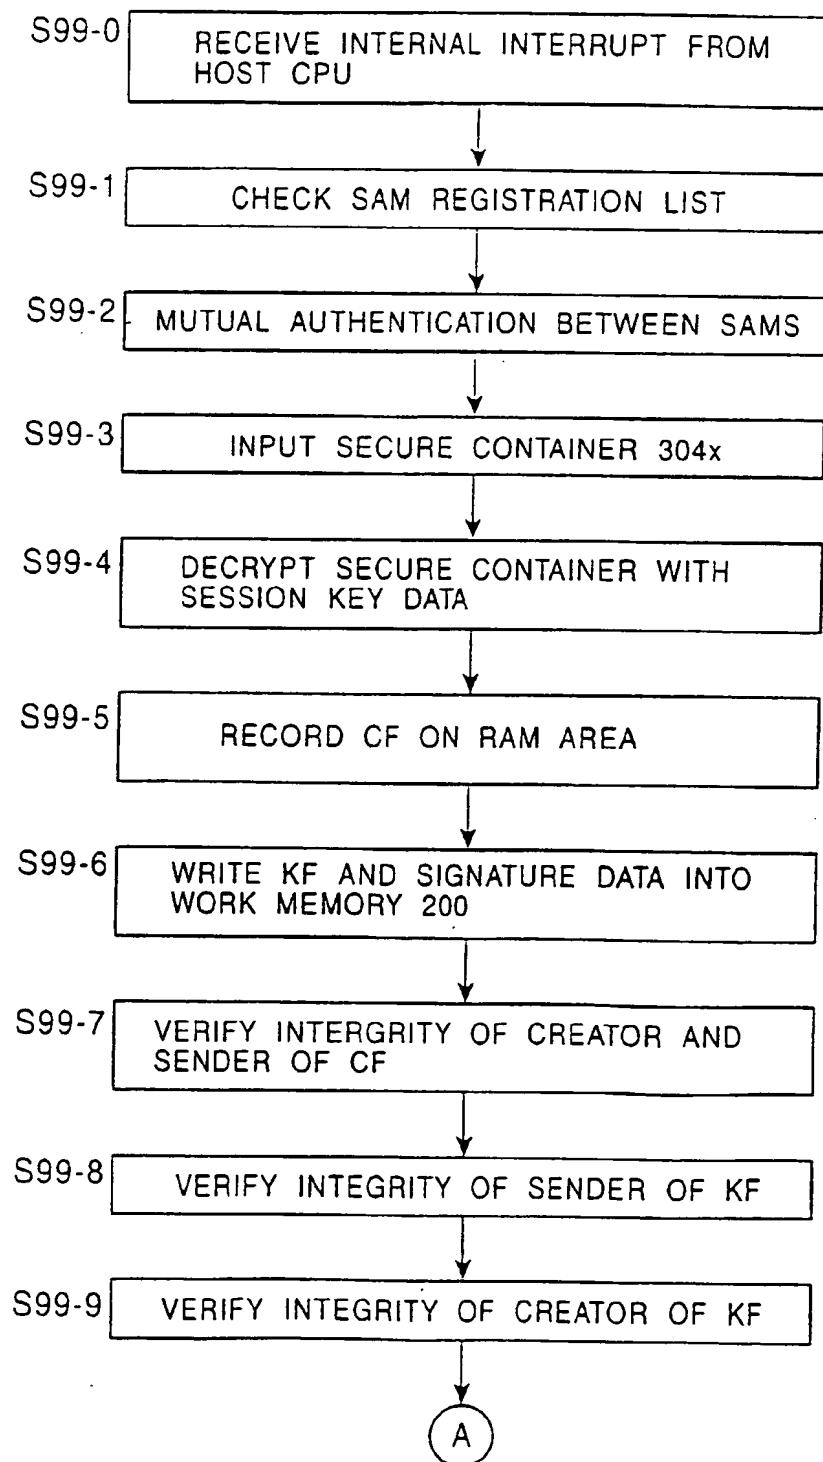 S99-0
RECEIVE INTERNAL INTERRUPT FROM
HOST CPU
S99-1
CHECK SAM REGISTRATION LIST
S99-2
MUTUAL AUTHENTICATION BETWEEN SAMS
S99-3
INPUT SECURE CONTAINER 304x
S99-4
DECRYPT SECURE CONTAINER WITH
SESSION KEY DATA
S99-5
RECORD CF ON RAM AREA
S99-6
WRITE KF AND SIGNATURE DATA INTO
WORK MEMORY 200
S99-7
VERIFY INTERGRITY OF CREATOR AND
SENDER OF CF
S99-8
VERIFY INTEGRITY OF SENDER OF KF
S99-9
VERIFY INTEGRITY OF CREATOR OF KF
A